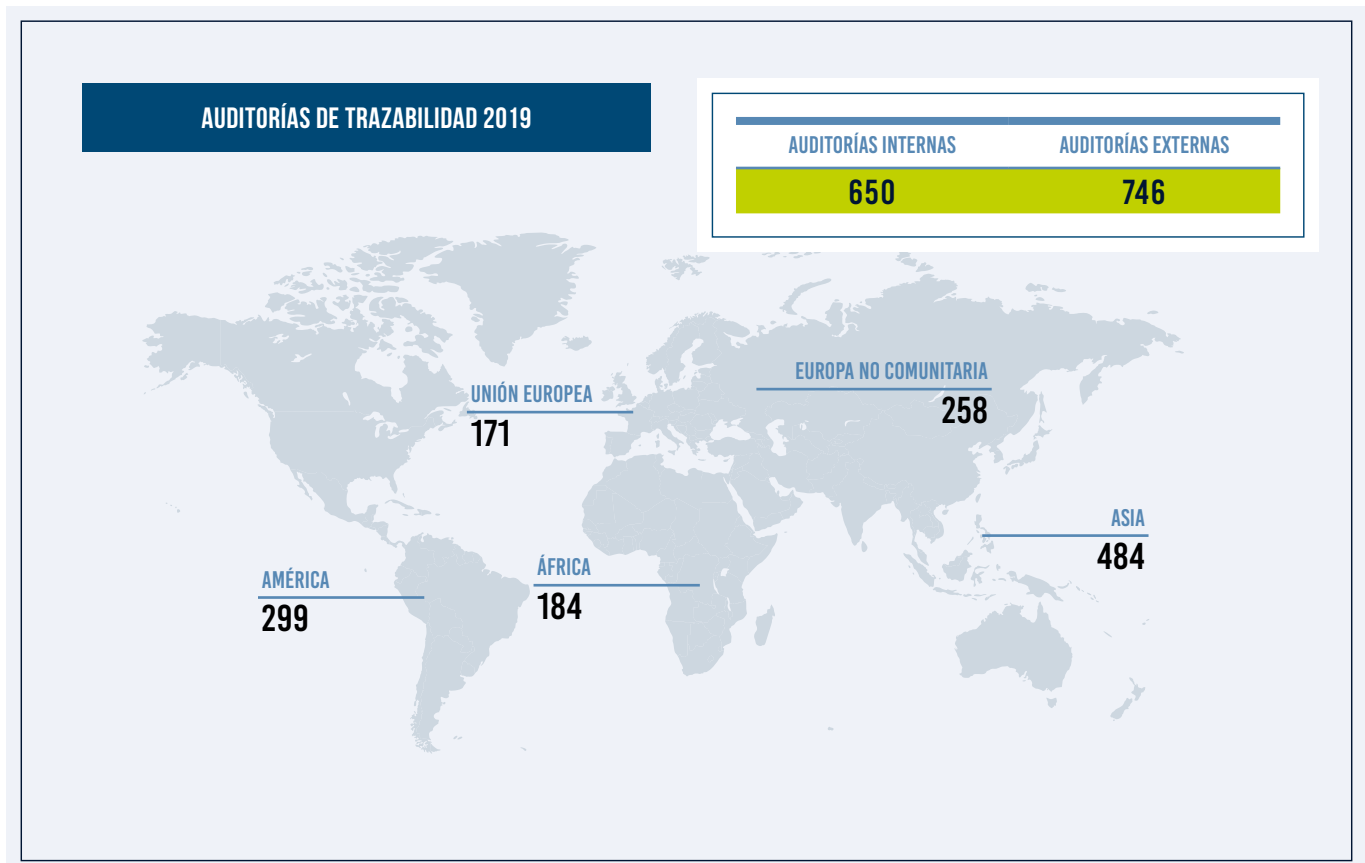 AUDITORÍAS DE TRAZABILIDAD 2019
AUDITORÍAS INTERNAS AUDITORÍAS EXTERNAS
650 746
EUROPA NO COMUNITARIA
258
UNIÓN EUROPEA
171
ASIA
484
ÁFRICA
184
AMÉRICA
299